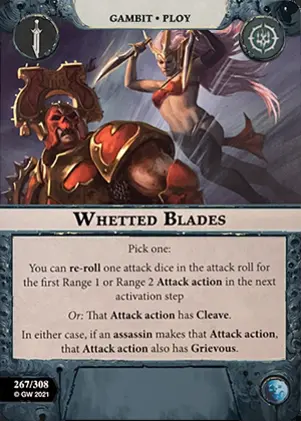 GAMBIT • PLOY
WHETTED BLADES
Pick one:
You can re-roll one attack dice in the attack roll for
the first Range 1 or Range 2 Attack action in the next
activation step
Or: That Attack action has Cleave.
In either case, if an assassin makes that Attack action,
that Attack action also has Grievous.
267/308
© GW 2021